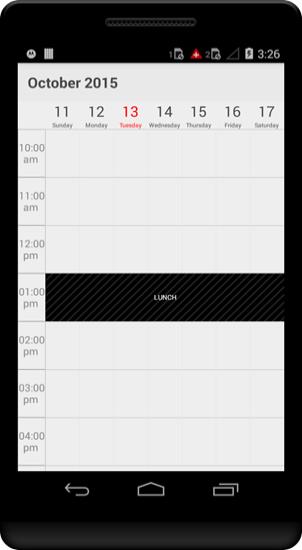 1 2 3:26
October 2015
11 12 13 14 15 16 17
Sunday Monday Tuesday Wednesday Thursday Friday Saturday
10:00
am
11:00
am
12:00
pm
01:00
pm
LUNCH
02:00
pm
03:00
pm
04:00
pm